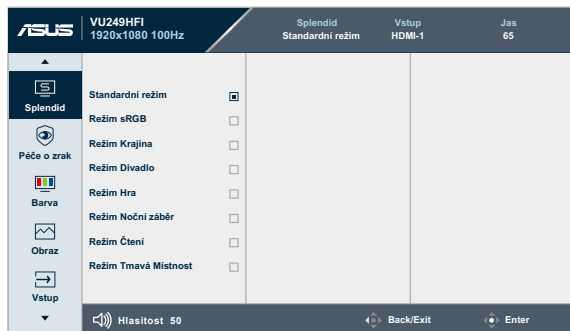 ASUS
VU249HFI
1920x1080 100Hz
Splendid
Standardní režim
Vstup
HDMI-1
Jas
65
Splendid
Péče o zrak
Barva
Obraz
Vstup
Standardní režim
Režim sRGB
Režim Krajina
Režim Divadlo
Režim Hra
Režim Noční záběr
Režim Čtení
Režim Tmavá Místnost
Hlasitost 50
Back/Exit
Enter